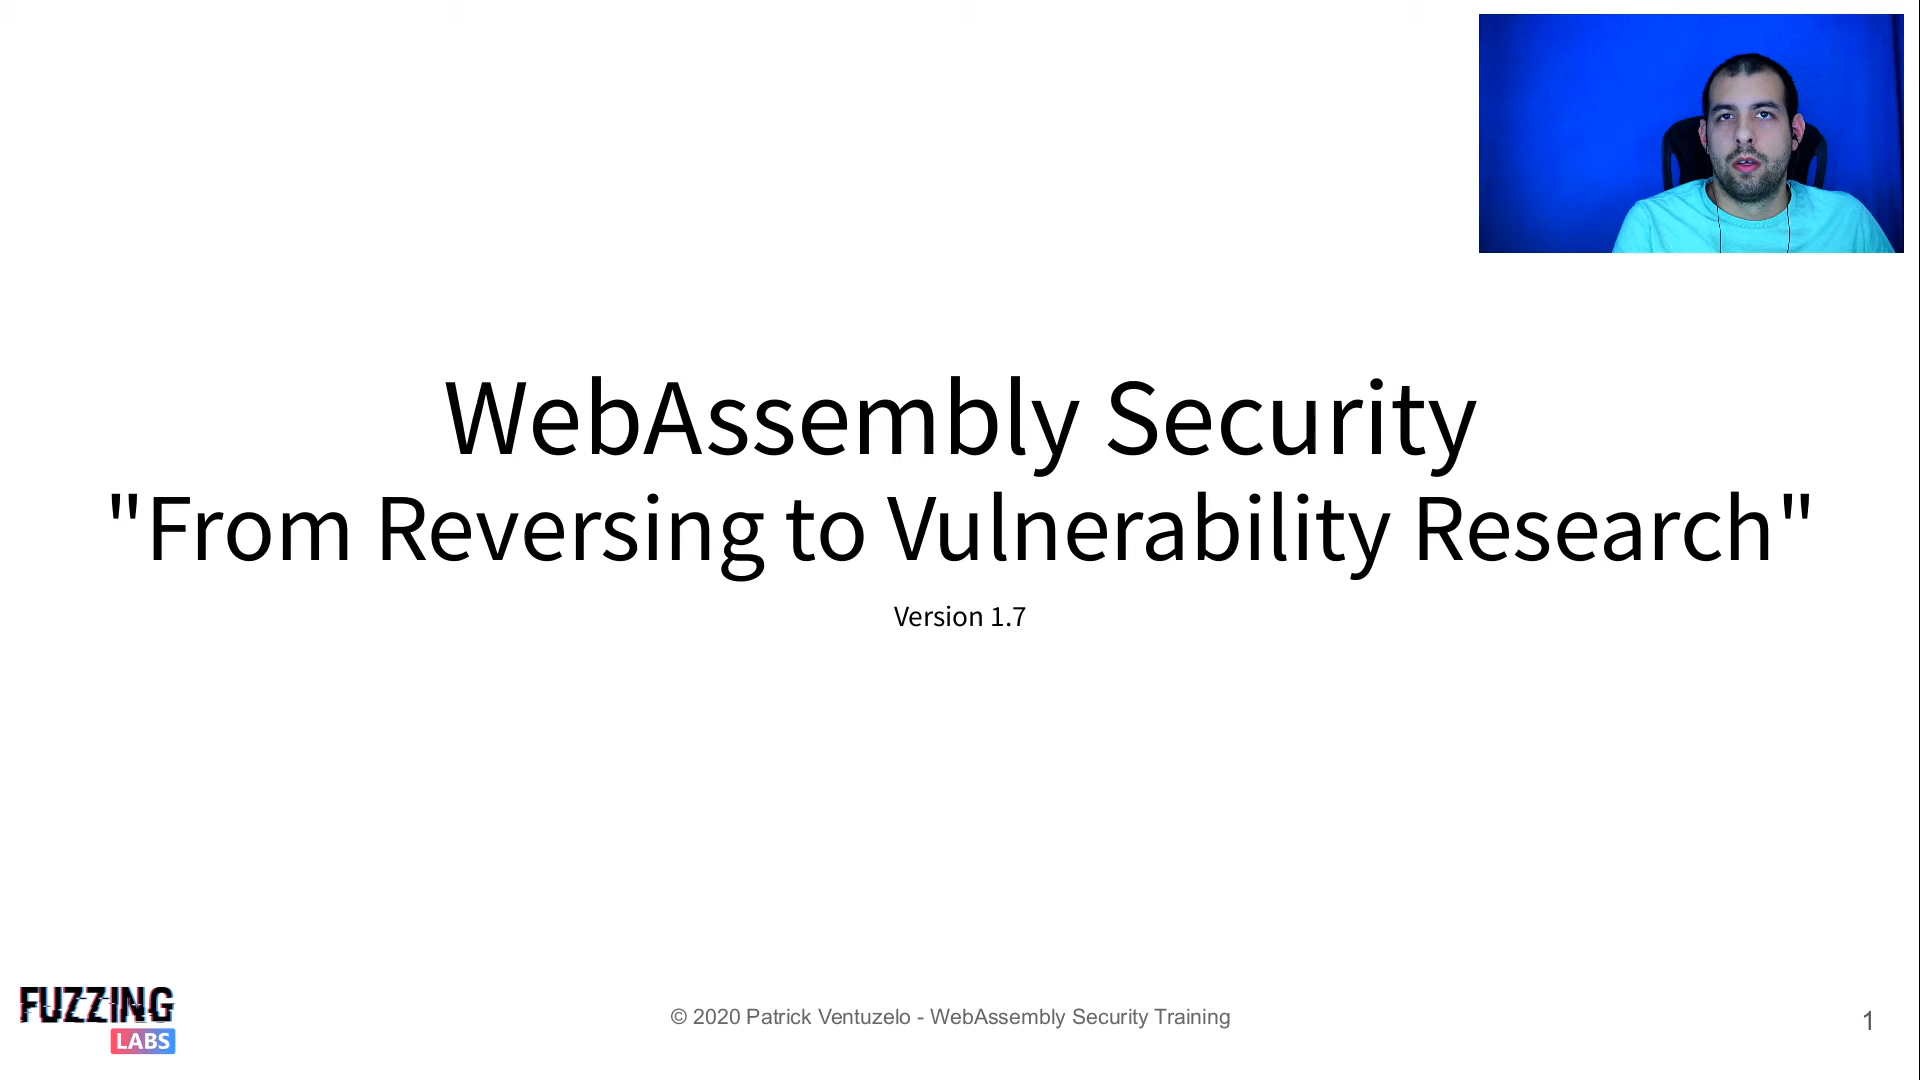 WebAssembly Security
"From Reversing to Vulnerability Research"
Version 1.7
FUZZING
LABS
© 2020 Patrick Ventuzelo - WebAssembly Security Training
1